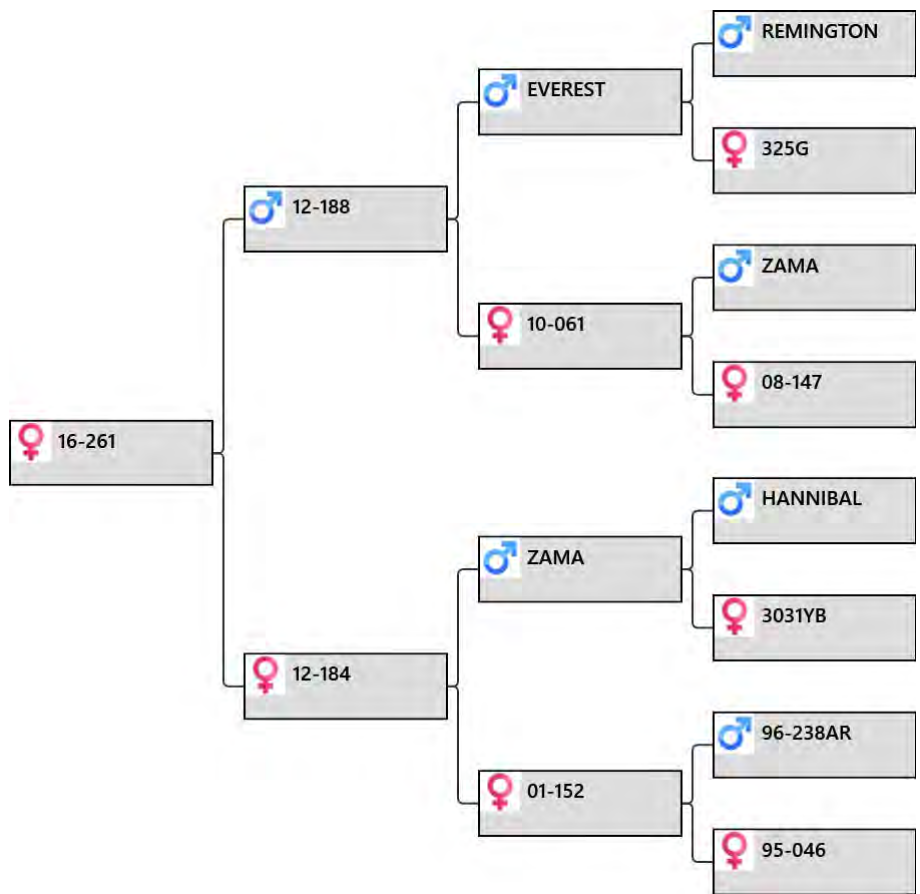 REMINGTON
EVEREST
325G
12-188
ZAMA
10-061
08-147
16-261
HANNIBAL
ZAMA
3031YB
12-184
96-238AR
01-152
95-046